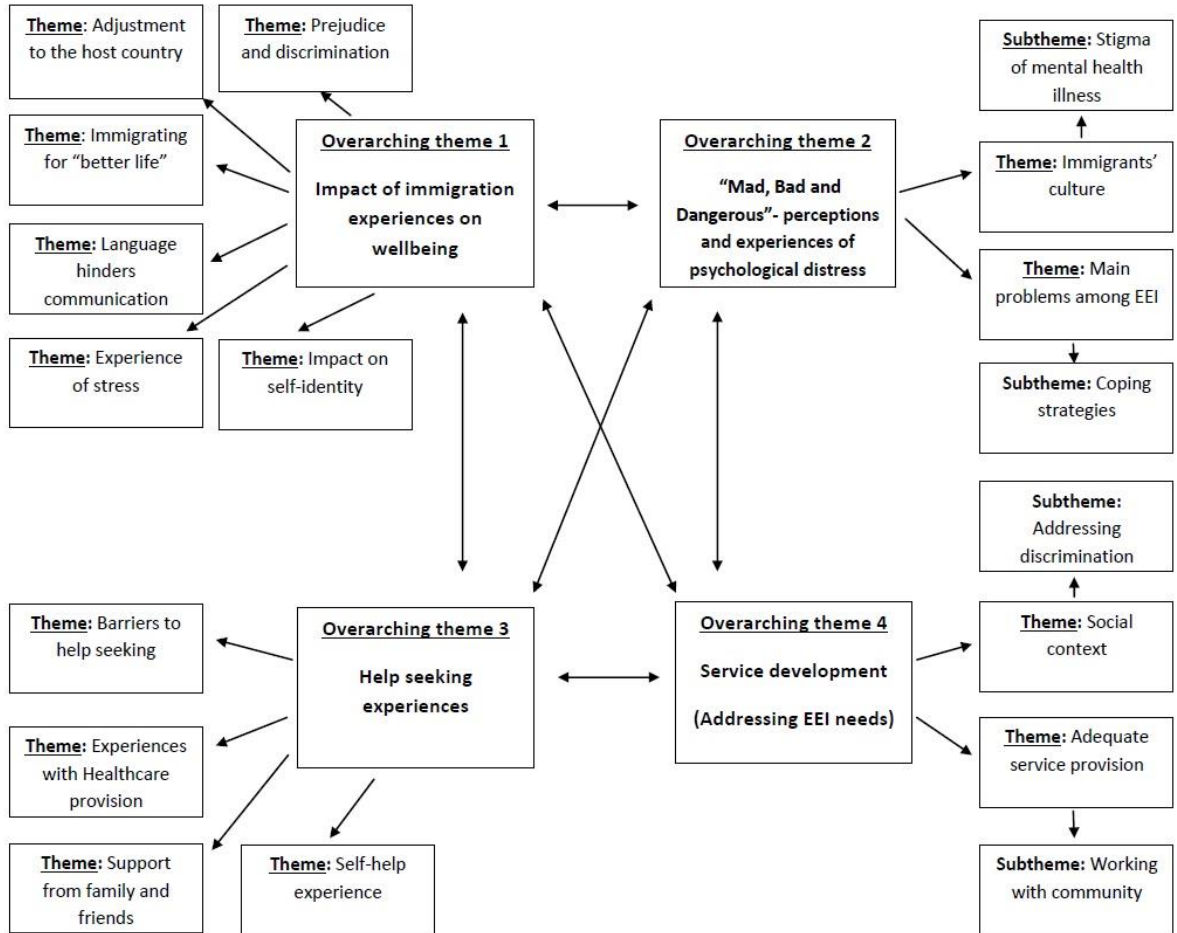 Theme: Adjustment
to the host country
Theme: Prejudice
and discrimination
Theme: Immigrating
for “better life”
Theme: Language
hinders
communication
Theme: Experience
of stress
Theme: Impact on
self-identity
Overarching theme 1
Impact of immigration
experiences on
wellbeing
Overarching theme 2
“Mad, Bad and
Dangerous”- perceptions
and experiences of
psychological distress
Subtheme: Stigma
of mental health
illness
Theme: Immigrants’
culture
Theme: Main
problems among EEI
Subtheme: Coping
strategies
Theme: Barriers to
help seeking
Theme: Experiences
with Healthcare
provision
Theme: Support
from family and
friends
Theme: Self-help
experience
Overarching theme 3
Help seeking
experiences
Overarching theme 4
Service development
(Addressing EEI needs)
Subtheme:
Addressing
discrimination
Theme: Social
context
Theme: Adequate
service provision
Subtheme: Working
with community